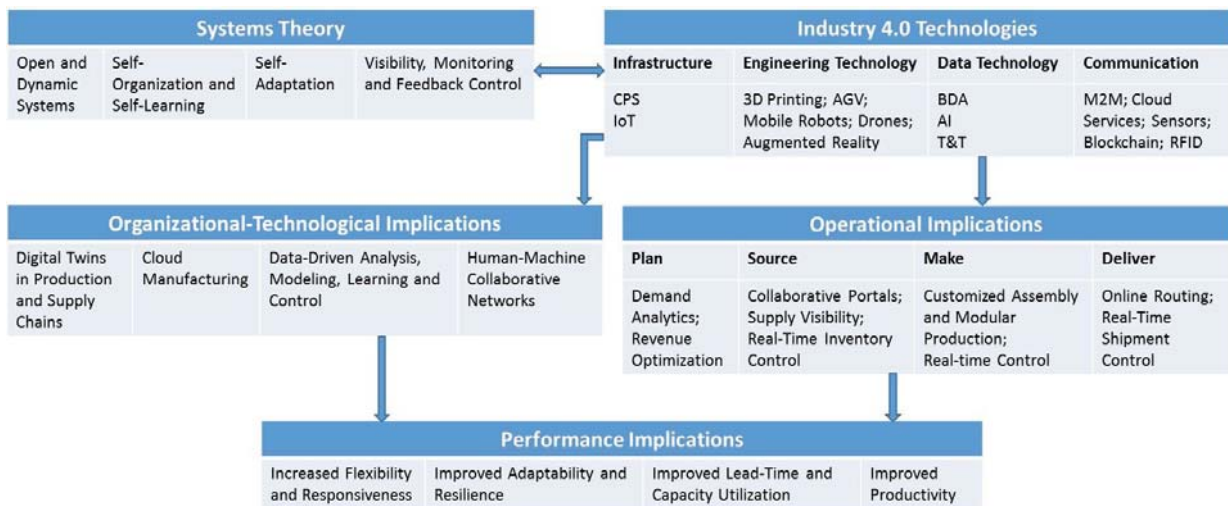 Systems Theory
Open and
Dynamic
Systems
Self-
Organization and
Self-Learning
Self-
Adaptation
Visibility, Monitoring
and Feedback Control
Industry 4.0 Technologies
Infrastructure
Engineering Technology
Data Technology
Communication
CPS
IoT
3D Printing; AGV;
Mobile Robots; Drones;
Augmented Reality
BDA
AI
T&T
M2M; Cloud
Services; Sensors;
Blockchain; RFID
Organizational-Technological Implications
Digital Twins
in Production
and Supply
Chains
Cloud
Manufacturing
Data-Driven Analysis,
Modeling, Learning and
Control
Human-Machine
Collaborative
Networks
Operational Implications
Plan
Source
Make
Deliver
Demand
Analytics;
Revenue
Optimization
Collaborative Portals;
Supply Visibility;
Real-Time Inventory
Control
Customized Assembly
and Modular
Production;
Real-time Control
Online Routing;
Real-Time
Shipment
Control
Performance Implications
Increased Flexibility
and Responsiveness
Improved Adaptability and
Resilience
Improved Lead-Time and
Capacity Utilization
Improved
Productivity